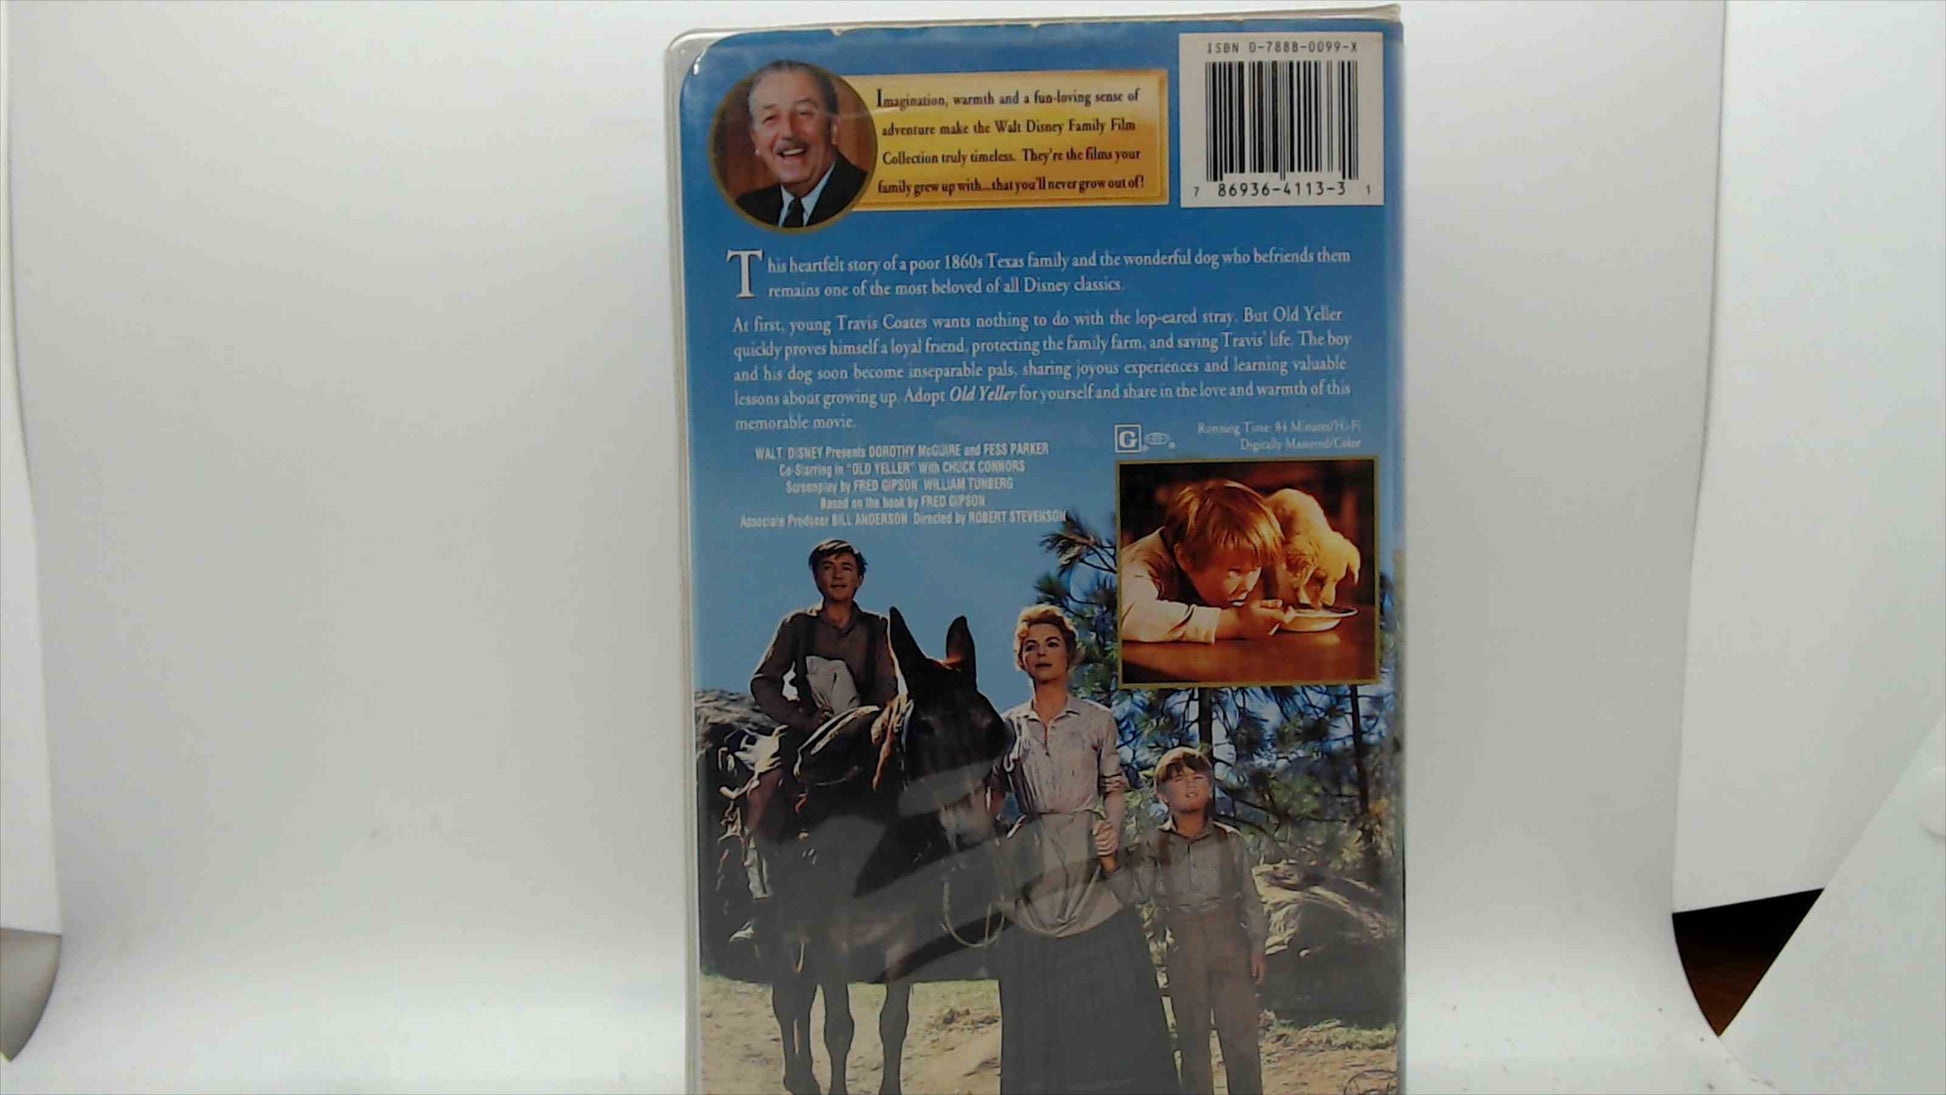 ISBN 0-7888-0099-X
7 86936-4113-3 1
Imagination, warmth and a fun-loving sense of
adventure make the Walt Disney Family Film
Collection truly timeless. They're the films your
family grew up with...that you'll never grow out of!
This heartfelt story of a poor 1860s Texas family and the wonderful dog who befriends them
remains one of the most beloved of all Disney classics.
At first, young Travis Coates wants nothing to do with the lop-eared stray. But Old Yeller
quickly proves himself a loyal friend, protecting the family farm, and saving Travis' life. The boy
and his dog soon become inseparable pals, sharing joyous experiences and learning valuable
lessons about growing up. Adopt Old Yeller for yourself and share in the love and warmth of this
memorable movie.
G
Running Time: 84 Minutes/Hi-Fi
Digitally Mastered/Color
WALT DISNEY Presents DOROTHY McGUIRE and FESS PARKER
Co-Starring in "OLD YELLER" With CHUCK CONNORS
Screenplay by FRED GIPSON WILLIAM TUNBERG
Based on the book by FRED GIPSON
Associate Producer BILL ANDERSON Directed by ROBERT STEVENSON